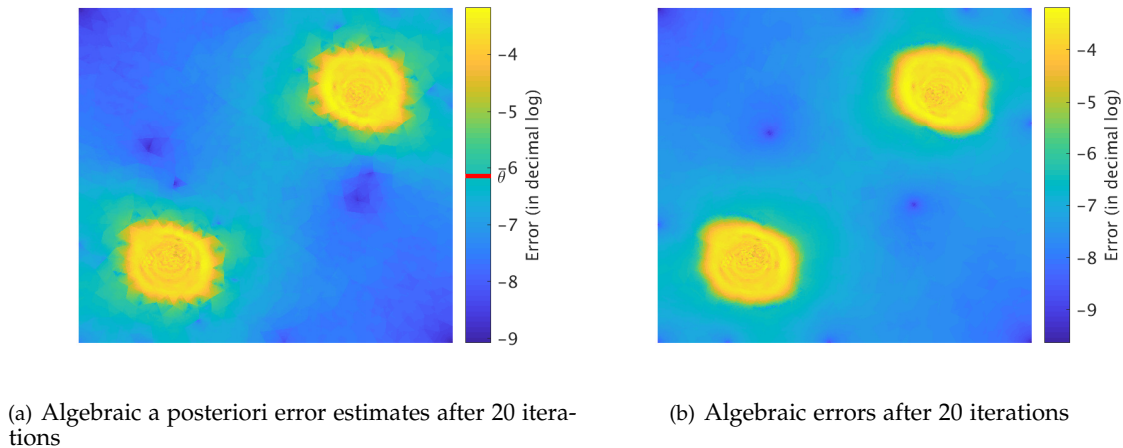 −4
−5
−6
θ̄
−7
−8
−9
Error (in decimal log)
−4
−5
−6
−7
−8
−9
Error (in decimal log)
(a) Algebraic a posteriori error estimates after 20 itera-
tions
(b) Algebraic errors after 20 iterations